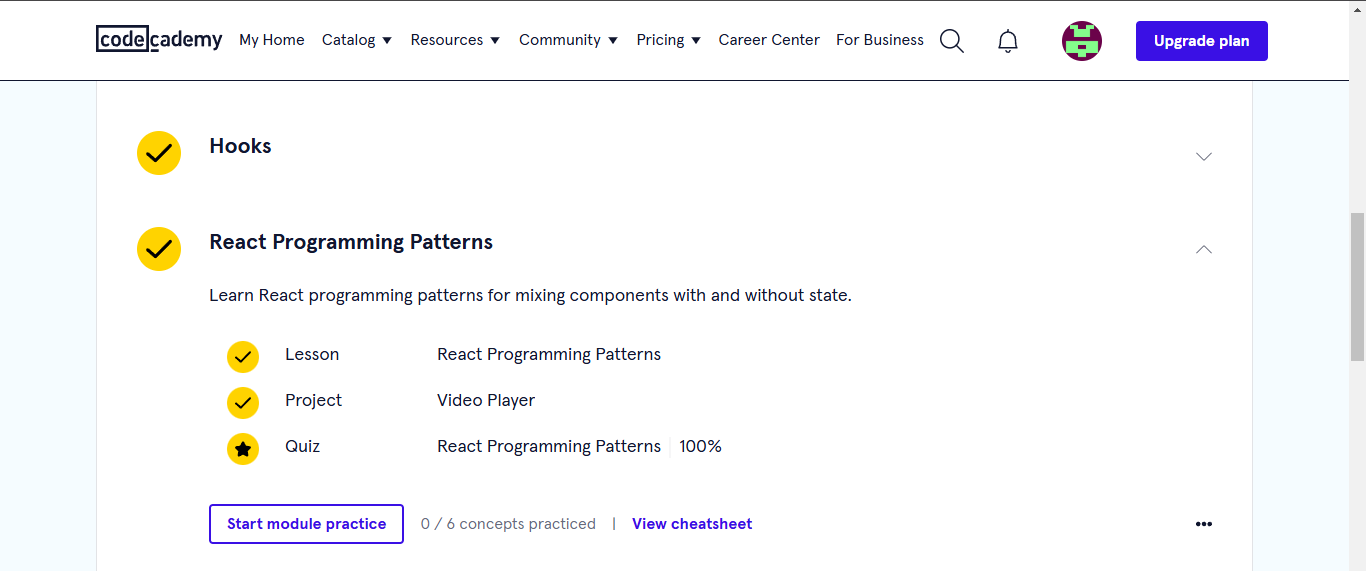 codecademy My Home Catalog Resources Community Pricing Career Center For Business Upgrade plan
Hooks
React Programming Patterns
Learn React programming patterns for mixing components with and without state.
Lesson React Programming Patterns
Project Video Player
Quiz React Programming Patterns 100%
Start module practice 0 / 6 concepts practiced | View cheatsheet